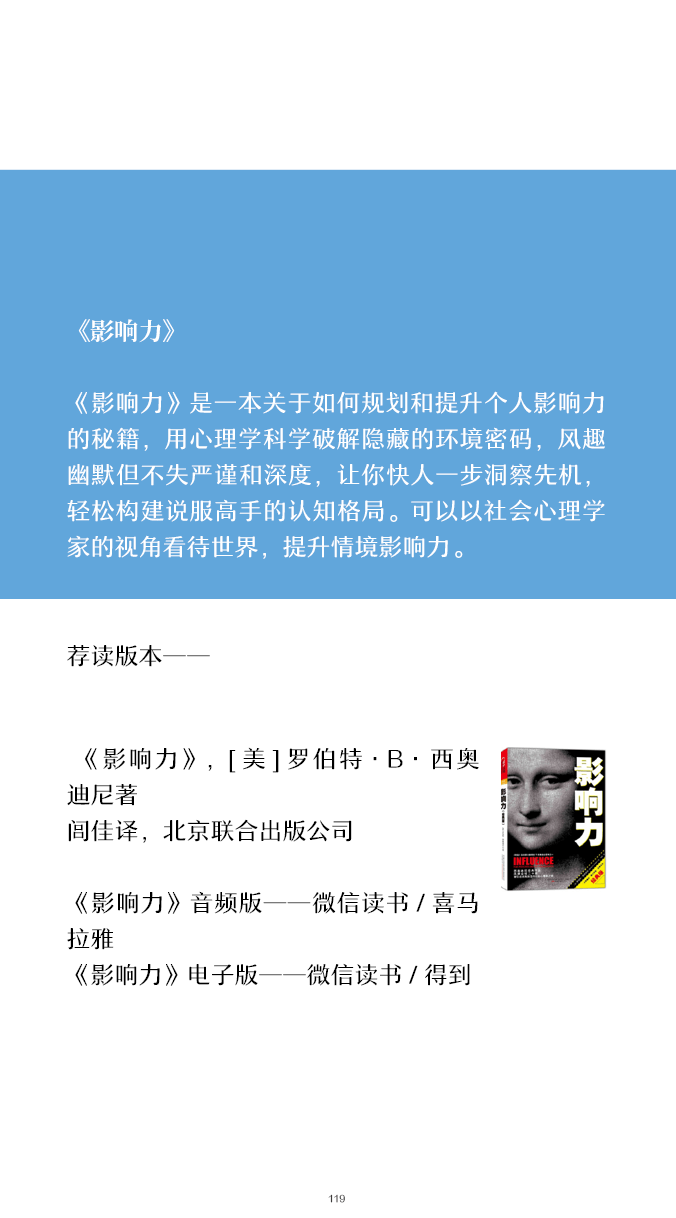 《影响力》
《影响力》是一本关于如何规划和提升个人影响力
的秘籍，用心理学科学破解隐藏的环境密码，风趣
幽默但不失严谨和深度，让你快人一步洞察先机，
轻松构建说服高手的认知格局。可以以社会心理学
家的视角看待世界，提升情境影响力。
荐读版本——
《影响力》，[美]罗伯特·B·西奥
迪尼著
闾佳译，北京联合出版公司
《影响力》音频版——微信读书 / 喜马
拉雅
《影响力》电子版——微信读书 / 得到
影响力
影响力
INFLUENCE
119